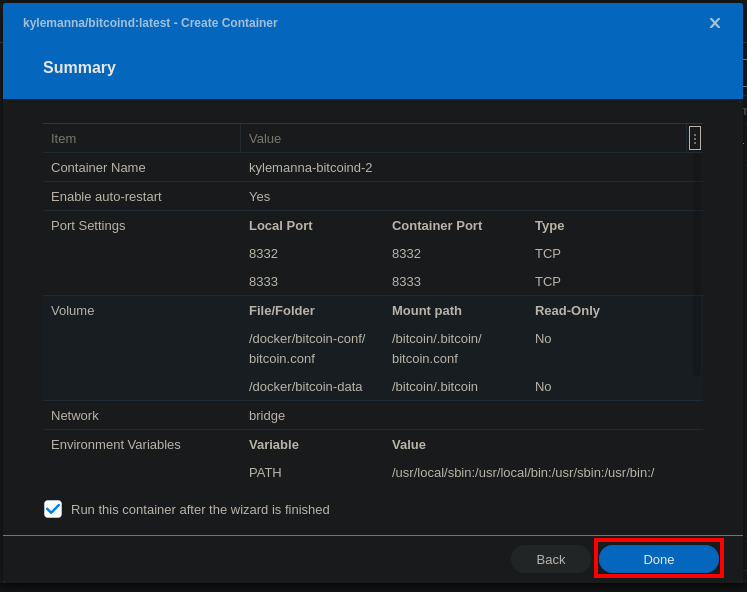 kylemanna/bitcoind:latest - Create Container
Summary
Item Value
Container Name kylemanna-bitcoind-2
Enable auto-restart Yes
Port Settings Local Port Container Port Type
8332 8332 TCP
8333 8333 TCP
Volume File/Folder Mount path Read-Only
/docker/bitcoin-conf/ /bitcoin/.bitcoin/ No
bitcoin.conf bitcoin.conf
/docker/bitcoin-data /bitcoin/.bitcoin No
Network bridge
Environment Variables Variable Value
PATH /usr/local/sbin:/usr/local/bin:/usr/sbin:/usr/bin:/
Run this container after the wizard is finished
Back Done